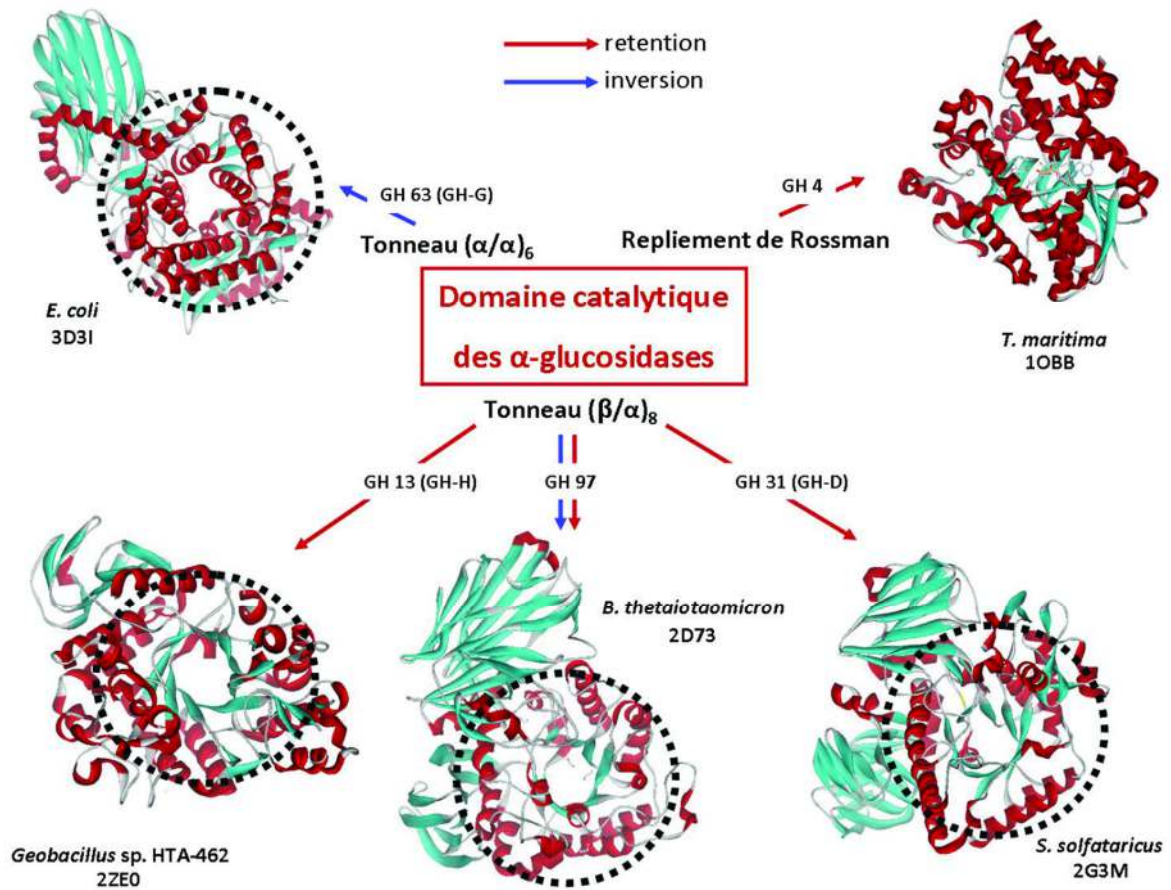 retention
inversion
GH 63 (GH-G)
GH 4
Tonneau (α/α)₆
Repliement de Rossman
E. coli
3D3I
Domaine catalytique
des α-glucosidases
T. maritima
1OBB
Tonneau (β/α)₈
GH 13 (GH-H)
GH 97
GH 31 (GH-D)
B. thetaiotaomicron
2D73
Geobacillus sp. HTA-462
2ZE0
S. solfataricus
2G3M